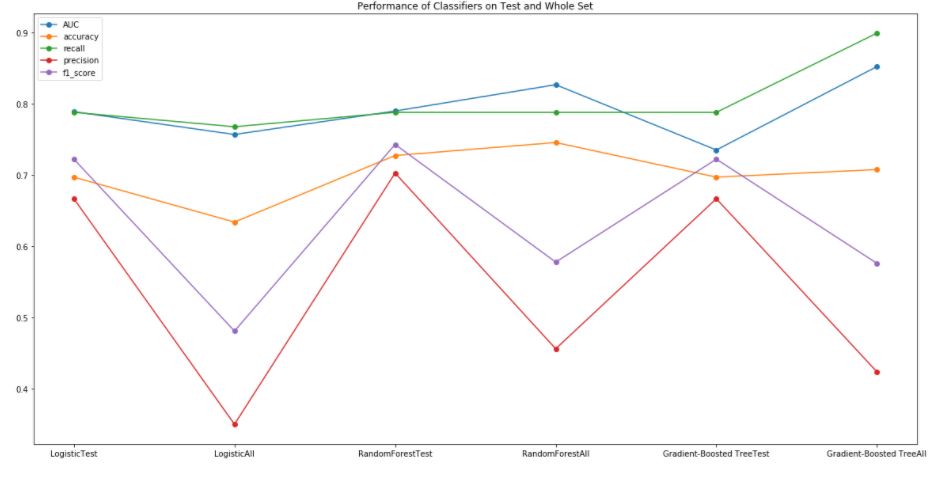 Performance of Classifiers on Test and Whole Set
AUC
accuracy
recall
precision
f1_score
0.9
0.8
0.7
0.6
0.5
0.4
LogisticTest LogisticAll RandomForestTest RandomForestAll Gradient-Boosted TreeTest Gradient-Boosted TreeAll